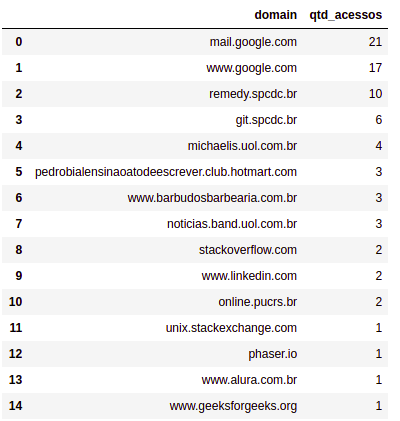 domain qtd_acessos
0 mail.google.com 21
1 www.google.com 17
2 remedy.spcdc.br 10
3 git.spcdc.br 6
4 michaelis.uol.com.br 4
5 pedrobialensinaoatodeescrever.club.hotmart.com 3
6 www.barbudosbarbearia.com.br 3
7 noticias.band.uol.com.br 3
8 stackoverflow.com 2
9 www.linkedin.com 2
10 online.pucrs.br 2
11 unix.stackexchange.com 1
12 phaser.io 1
13 www.alura.com.br 1
14 www.geeksforgeeks.org 1